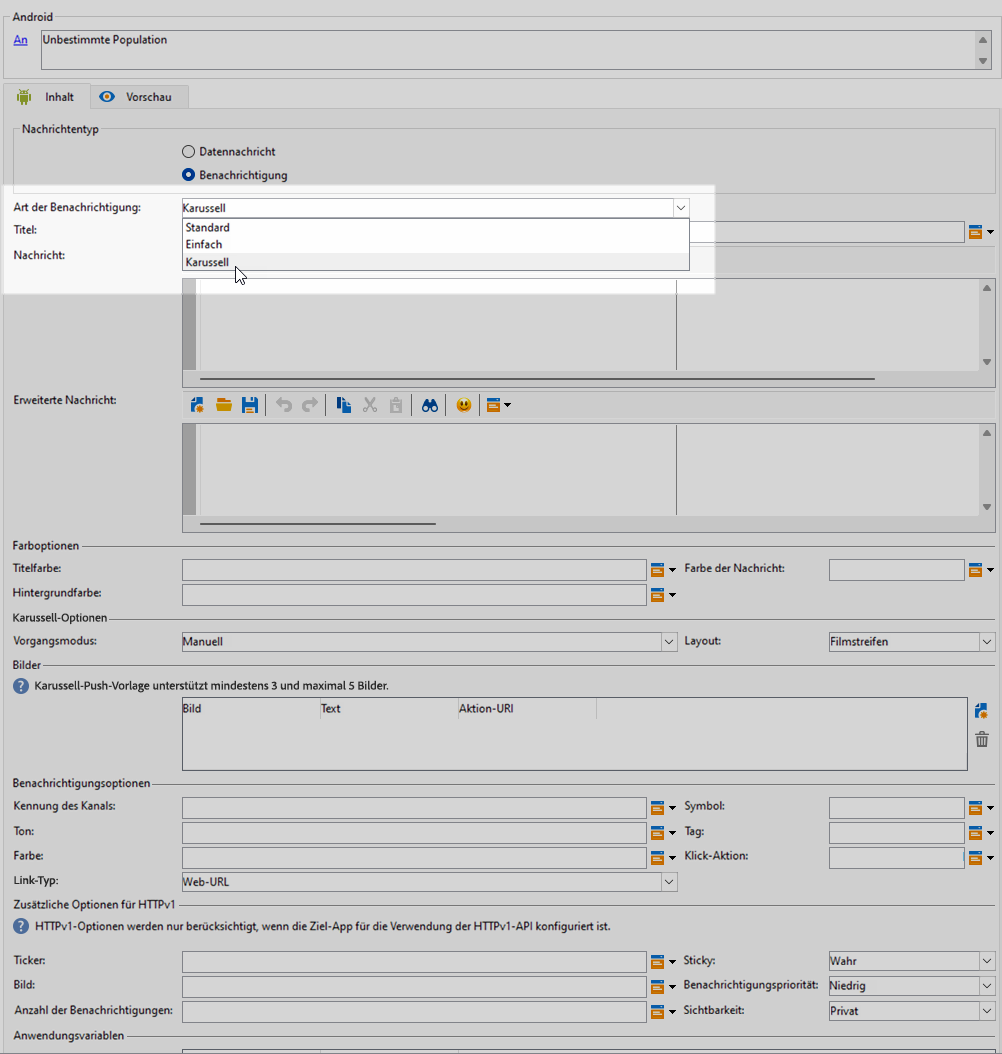 Android
An Unbestimmte Population
Inhalt Vorschau
Nachrichtentyp
Datennachricht
Benachrichtigung
Art der Benachrichtigung: Karussell
Titel: Standard
Einfach
Nachricht:
Karussell
Erweiterte Nachricht:
Farboptionen
Titelfarbe: Farbe der Nachricht:
Hintergrundfarbe:
Karussell-Optionen
Vorgangsmodus: Manuell Layout: Filmstreifen
Bilder
Karussell-Push-Vorlage unterstützt mindestens 3 und maximal 5 Bilder.
Bild Text Aktion-URI
Benachrichtigungsoptionen
Kennung des Kanals: Symbol:
Ton: Tag:
Farbe: Klick-Aktion:
Link-Typ: Web-URL
Zusätzliche Optionen für HTTPv1
HTTPv1-Optionen werden nur berücksichtigt, wenn die Ziel-App für die Verwendung der HTTPv1-API konfiguriert ist.
Ticker: Sticky: Wahr
Bild: Benachrichtigungspriorität: Niedrig
Anzahl der Benachrichtigungen: Sichtbarkeit: Privat
Anwendungsvariablen